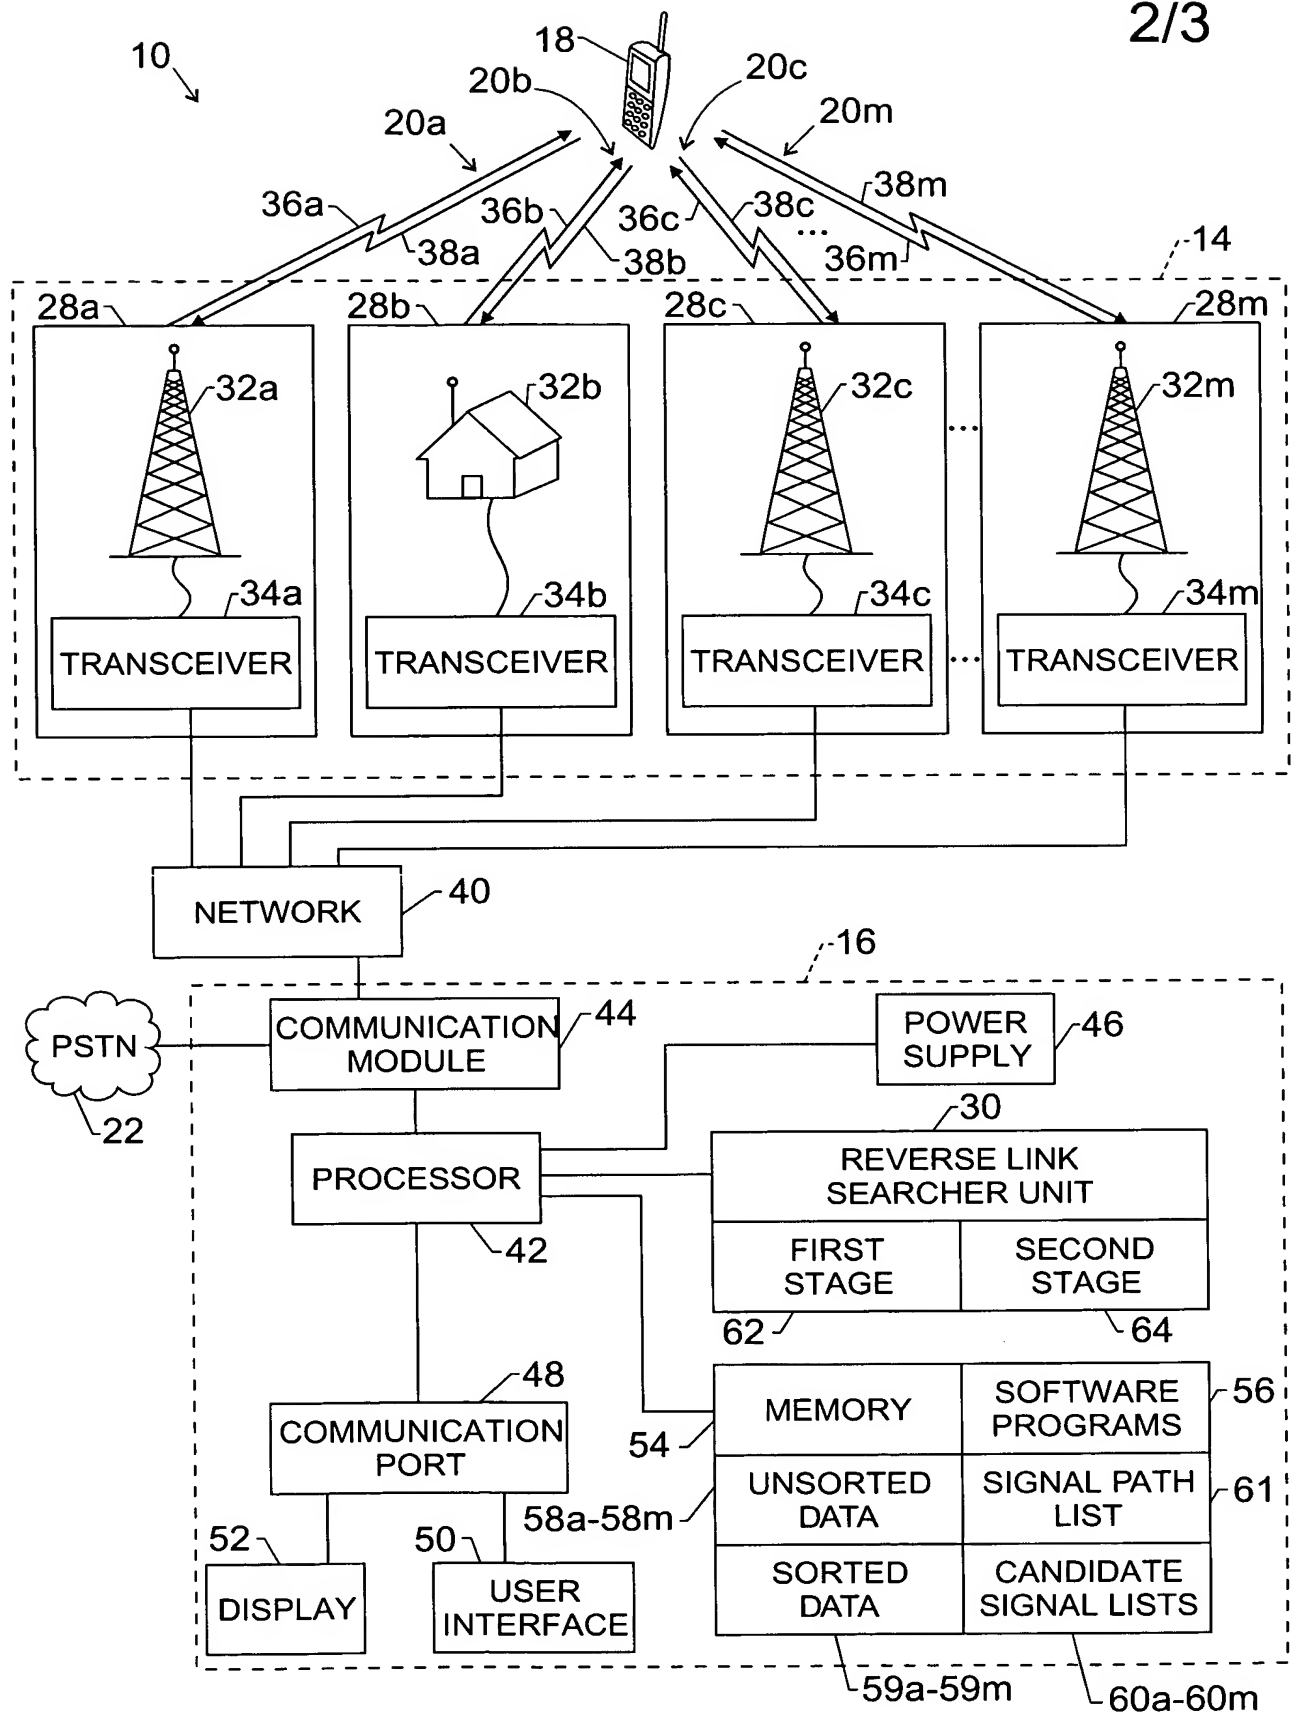 2/3
18
10
20b
20c
20a
20m
36a
38a
36b
38b
36c
38c
...
38m
36m
14
28a
28b
28c
28m
32a
32b
32c
32m
...
34a
34b
34c
34m
TRANSCEIVER
TRANSCEIVER
TRANSCEIVER
...
TRANSCEIVER
NETWORK
40
16
PSTN
22
COMMUNICATION
MODULE
44
POWER
SUPPLY
46
30
PROCESSOR
42
REVERSE LINK
SEARCHER UNIT
FIRST
STAGE
SECOND
STAGE
62
64
48
COMMUNICATION
PORT
MEMORY
54
SOFTWARE
PROGRAMS
56
UNSORTED
DATA
58a-58m
SIGNAL PATH
LIST
61
52
DISPLAY
50
USER
INTERFACE
SORTED
DATA
CANDIDATE
SIGNAL LISTS
59a-59m
60a-60m